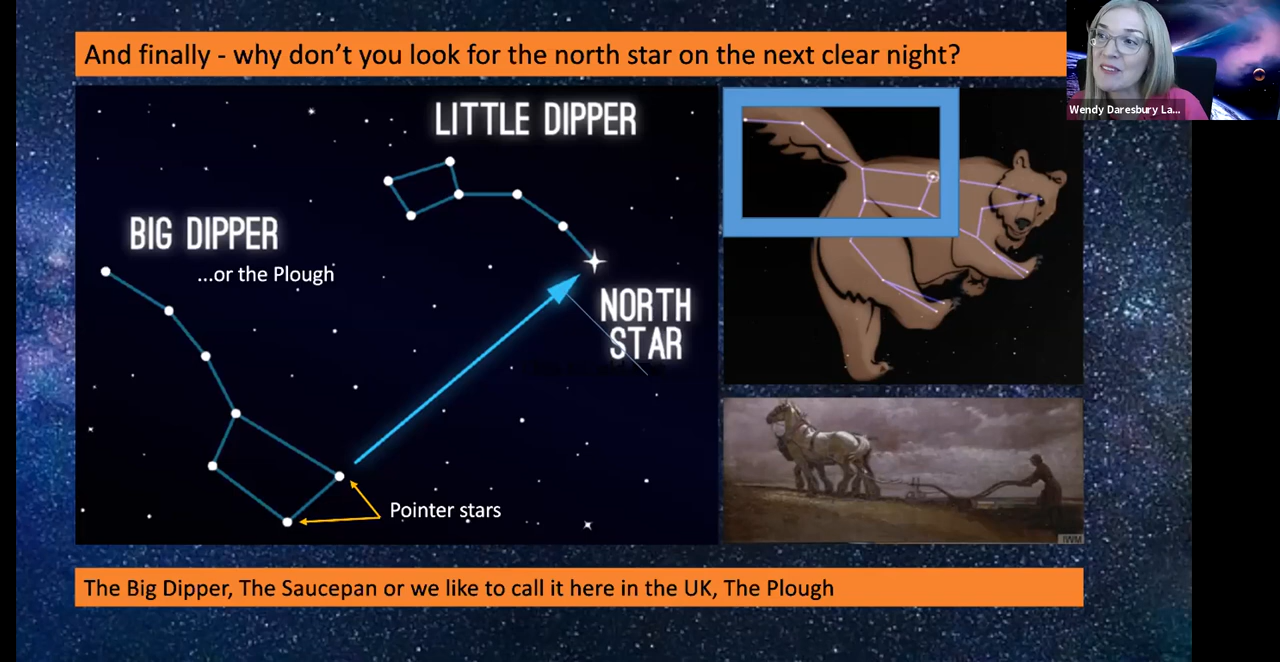 And finally - why don't you look for the north star on the next clear night?
Wendy Daresbury La...
LITTLE DIPPER
BIG DIPPER
...or the Plough
NORTH
STAR
Pointer stars
IWM
The Big Dipper, The Saucepan or we like to call it here in the UK, The Plough